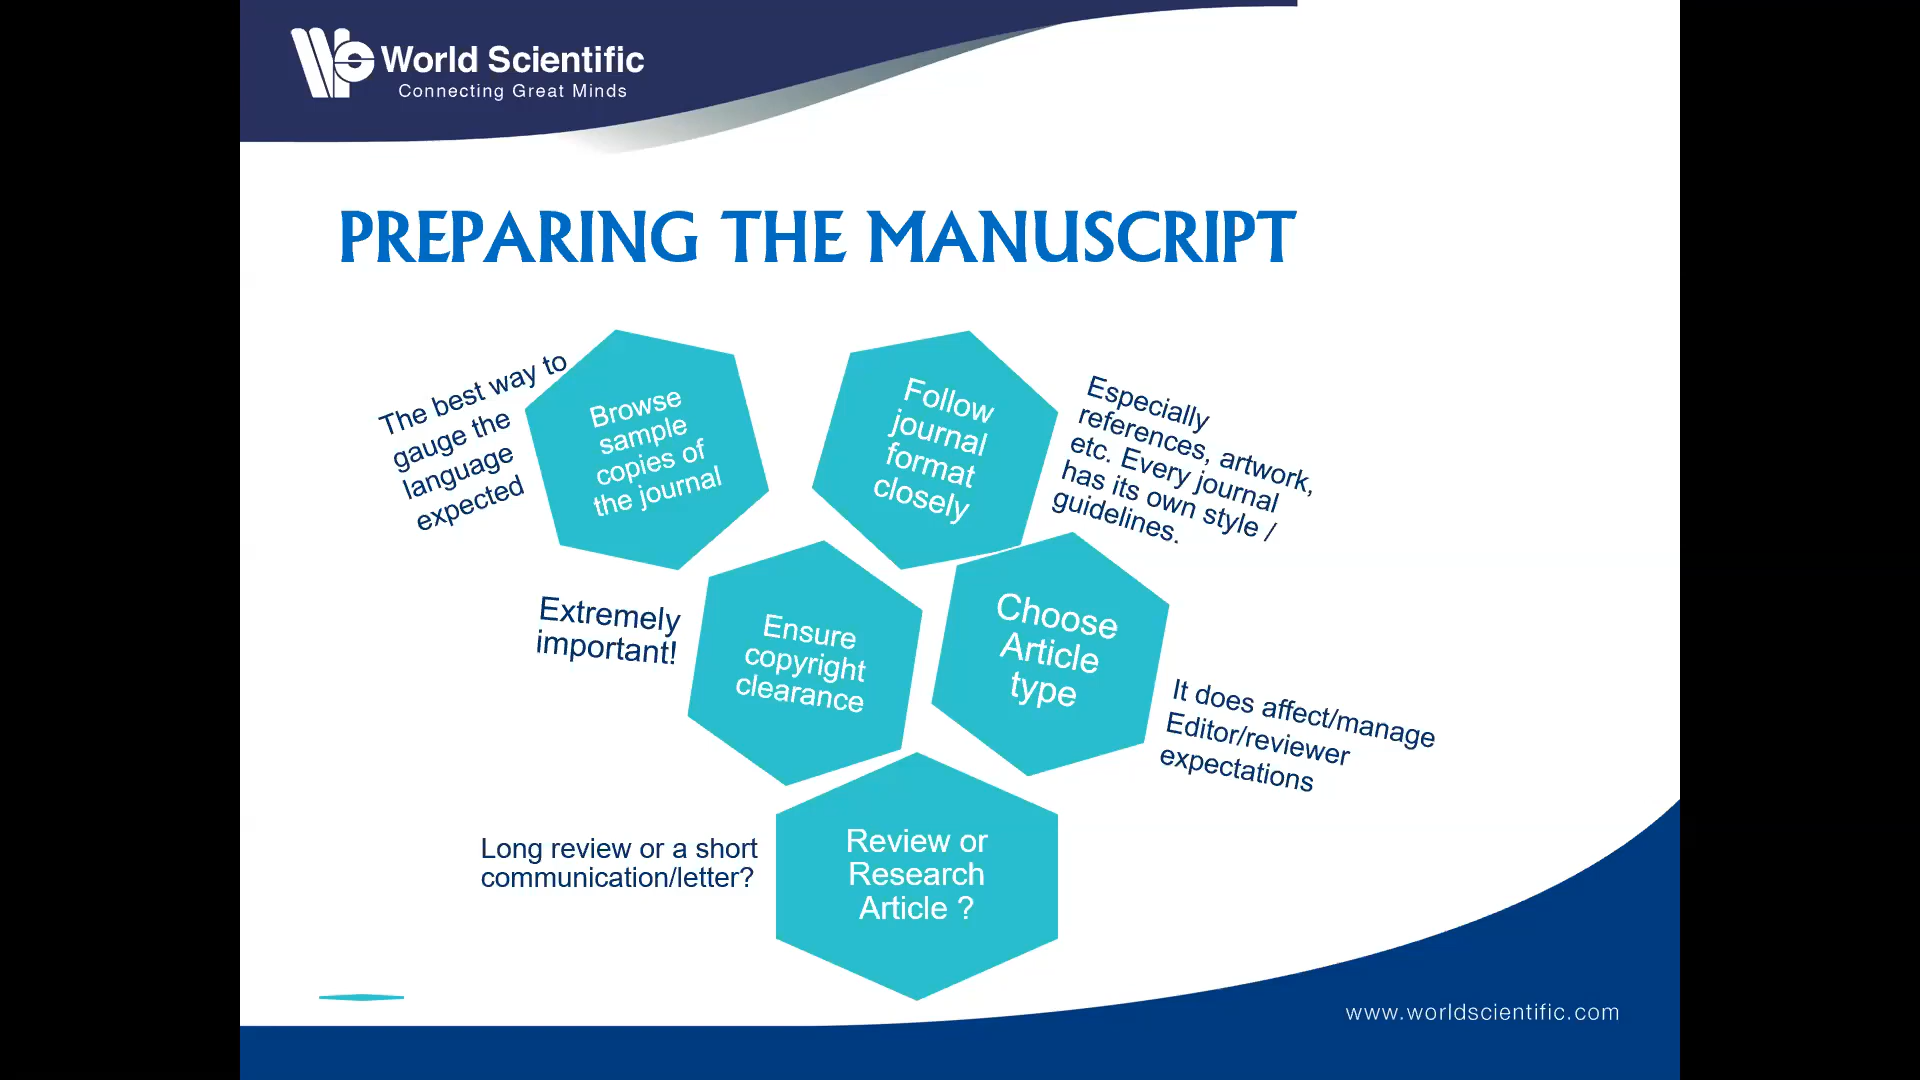 World Scientific
Connecting Great Minds
PREPARING THE MANUSCRIPT
The best way to
gauge the
language
expected
Browse
sample
copies of
the journal
Follow
journal
format
closely
Especially
references, artwork,
etc. Every journal
has its own style /
guidelines.
Extremely
important!
Ensure
copyright
clearance
Choose
Article
type
It does affect/manage
Editor/reviewer
expectations
Long review or a short
communication/letter?
Review or
Research
Article ?
www.worldscientific.com